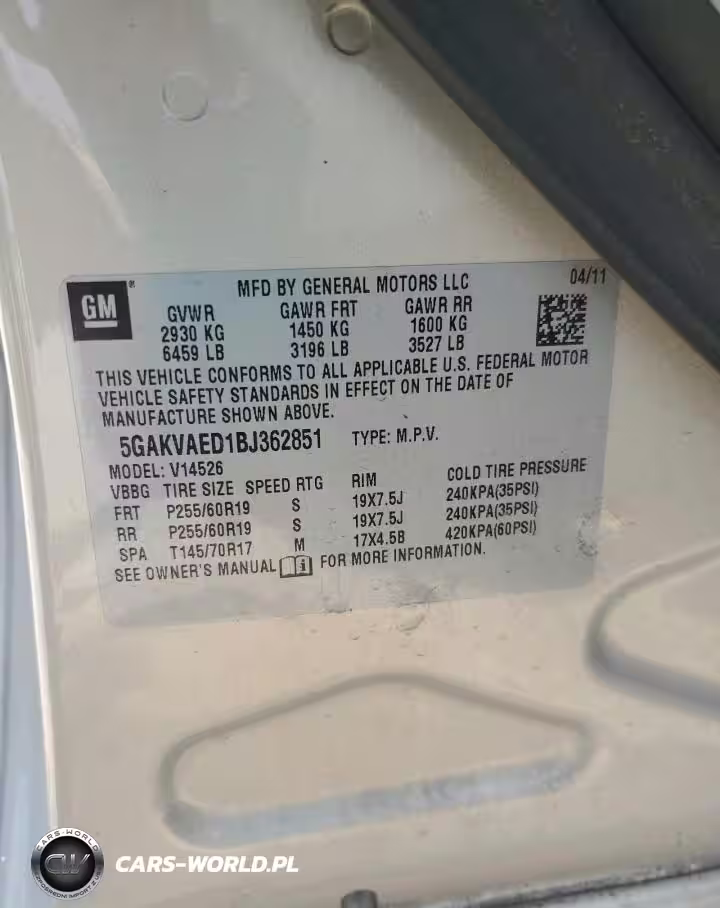 GM
MFD BY GENERAL MOTORS LLC
04/11
GVWR GAWR FRT GAWR RR
2930 KG 1450 KG 1600 KG
6459 LB 3196 LB 3527 LB
THIS VEHICLE CONFORMS TO ALL APPLICABLE U.S. FEDERAL MOTOR
VEHICLE SAFETY STANDARDS IN EFFECT ON THE DATE OF
MANUFACTURE SHOWN ABOVE.
5GAKVAED1BJ362851 TYPE: M.P.V.
MODEL: V14526
VBBG TIRE SIZE SPEED RTG RIM COLD TIRE PRESSURE
FRT P255/60R19 S 19X7.5J 240KPA(35PSI)
RR P255/60R19 S 19X7.5J 240KPA(35PSI)
SPA T145/70R17 M 17X4.5B 420KPA(60PSI)
SEE OWNER'S MANUAL FOR MORE INFORMATION.
CARS-WORLD
CW
CARS-WORLD.PL